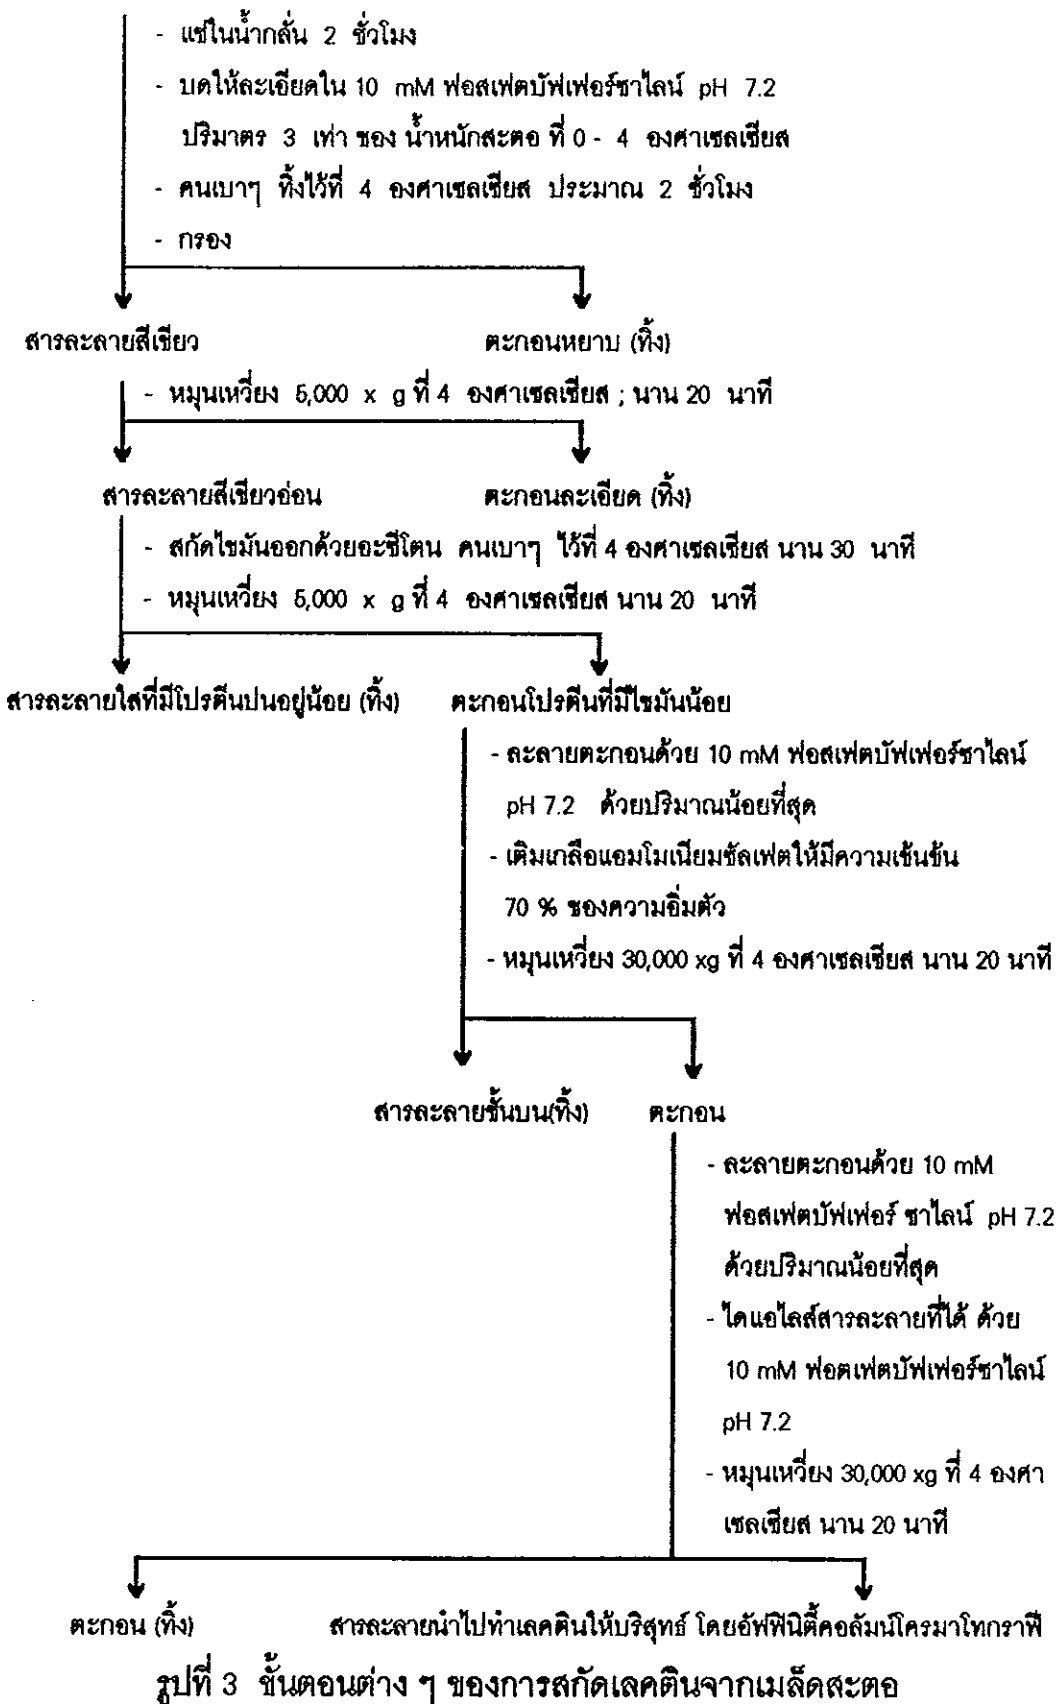 - แช่ในน้ำกลั่น 2 ชั่วโมง
- บดให้ละเอียดใน 10 mM ฟอสเฟตบัฟเฟอร์ซาไลน์ pH 7.2
ปริมาตร 3 เท่า ของ น้ำหนักสะตอ ที่ 0 - 4 องศาเซลเซียส
- คนเบาๆ ทิ้งไว้ที่ 4 องศาเซลเซียส ประมาณ 2 ชั่วโมง
- กรอง
สารละลายสีเขียว ตะกอนหยาบ (ทิ้ง)
- หมุนเหวี่ยง 5,000 x g ที่ 4 องศาเซลเซียส ; นาน 20 นาที
สารละลายสีเขียวอ่อน ตะกอนละเอียด (ทิ้ง)
- สกัดไขมันออกด้วยอะซีโตน คนเบาๆ ไว้ที่ 4 องศาเซลเซียส นาน 30 นาที
- หมุนเหวี่ยง 5,000 x g ที่ 4 องศาเซลเซียส นาน 20 นาที
สารละลายใสที่มีโปรตีนปนอยู่น้อย (ทิ้ง) ตะกอนโปรตีนที่มีไขมันน้อย
- ละลายตะกอนด้วย 10 mM ฟอสเฟตบัฟเฟอร์ซาไลน์
pH 7.2 ด้วยปริมาณน้อยที่สุด
- เติมเกลือแอมโมเนียมซัลเฟตให้มีความเข้มข้น
70 % ของความอิ่มตัว
- หมุนเหวี่ยง 30,000 xg ที่ 4 องศาเซลเซียส นาน 20 นาที
สารละลายชั้นบน(ทิ้ง) ตะกอน
- ละลายตะกอนด้วย 10 mM
ฟอสเฟตบัฟเฟอร์ ซาไลน์ pH 7.2
ด้วยปริมาณน้อยที่สุด
- ไดแอไลส์สารละลายที่ได้ ด้วย
10 mM ฟอตเฟตบัฟเฟอร์ซาไลน์
pH 7.2
- หมุนเหวี่ยง 30,000 xg ที่ 4 องศา
เซลเซียส นาน 20 นาที
ตะกอน (ทิ้ง) สารละลายนำไปทำเลคตินให้บริสุทธ์ โดยอัฟฟินิตี้คอลัมน์โครมาโทกราฟี
รูปที่ 3 ขั้นตอนต่าง ๆ ของการสกัดเลคตินจากเมล็ดสะตอ